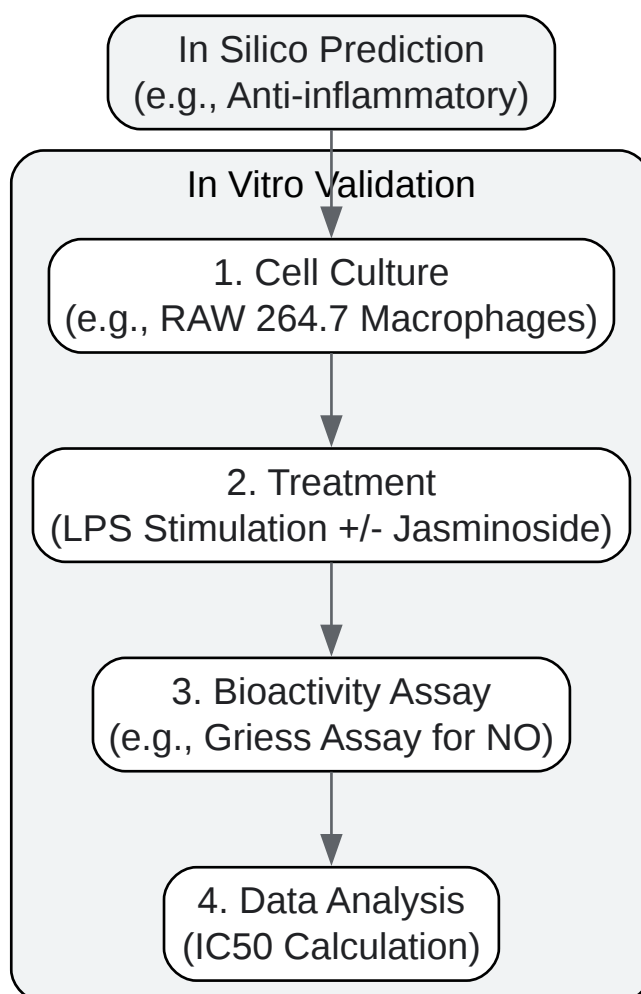 In Silico Prediction
(e.g., Anti-inflammatory)
In Vitro Validation
1. Cell Culture
(e.g., RAW 264.7 Macrophages)
2. Treatment
(LPS Stimulation +/- Jasminoside)
3. Bioactivity Assay
(e.g., Griess Assay for NO)
4. Data Analysis
(IC50 Calculation)